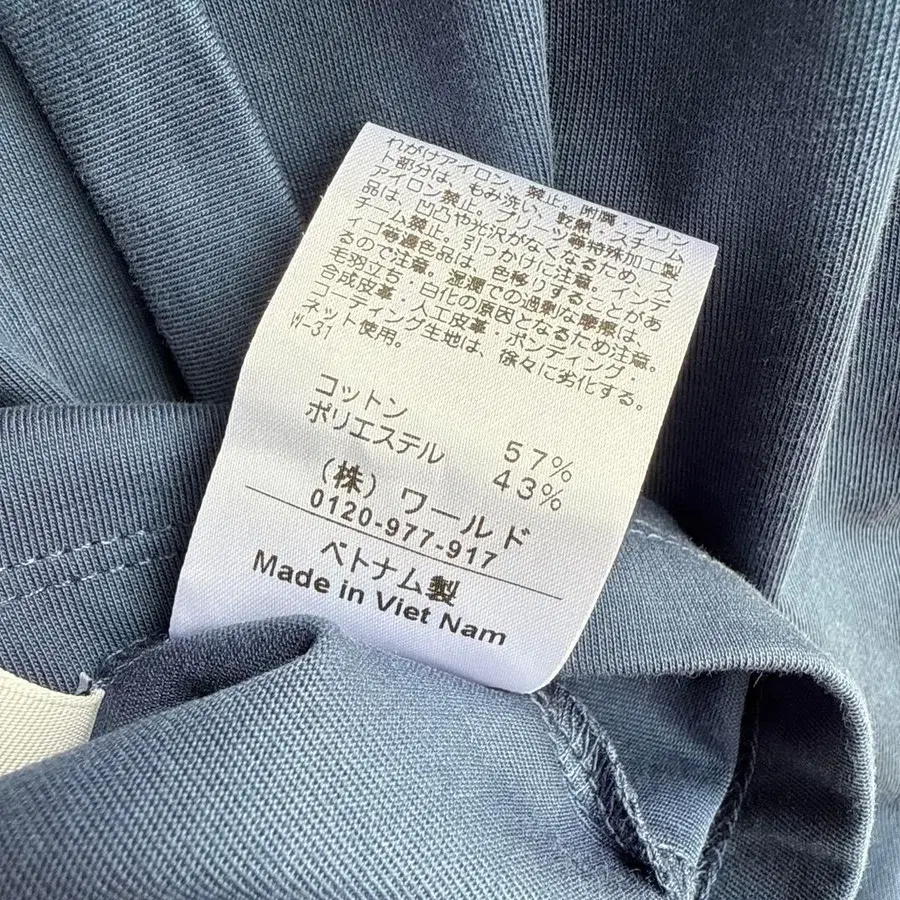 れがけアイロン、禁止。附属・プリン
ト部分は、もみ洗い、乾燥・スチーム
アイロン禁止。プリーツ等特殊加工製
品は、凹凸や光沢がなくなるため、ス
チーム禁止。引っかけに注意。インデ
ィゴ等濃色品は、色移りすることがあ
るので注意。湿潤での過剰な摩擦は、
毛羽立ち・白化の原因となるため注意。
合成皮革・人工皮革・ボンディング・
コーティング生地は、徐々に劣化する。
ネット使用。
W-31
コットン 57%
ポリエステル 43%
(株)ワールド
0120-977-917
ベトナム製
Made in Viet Nam